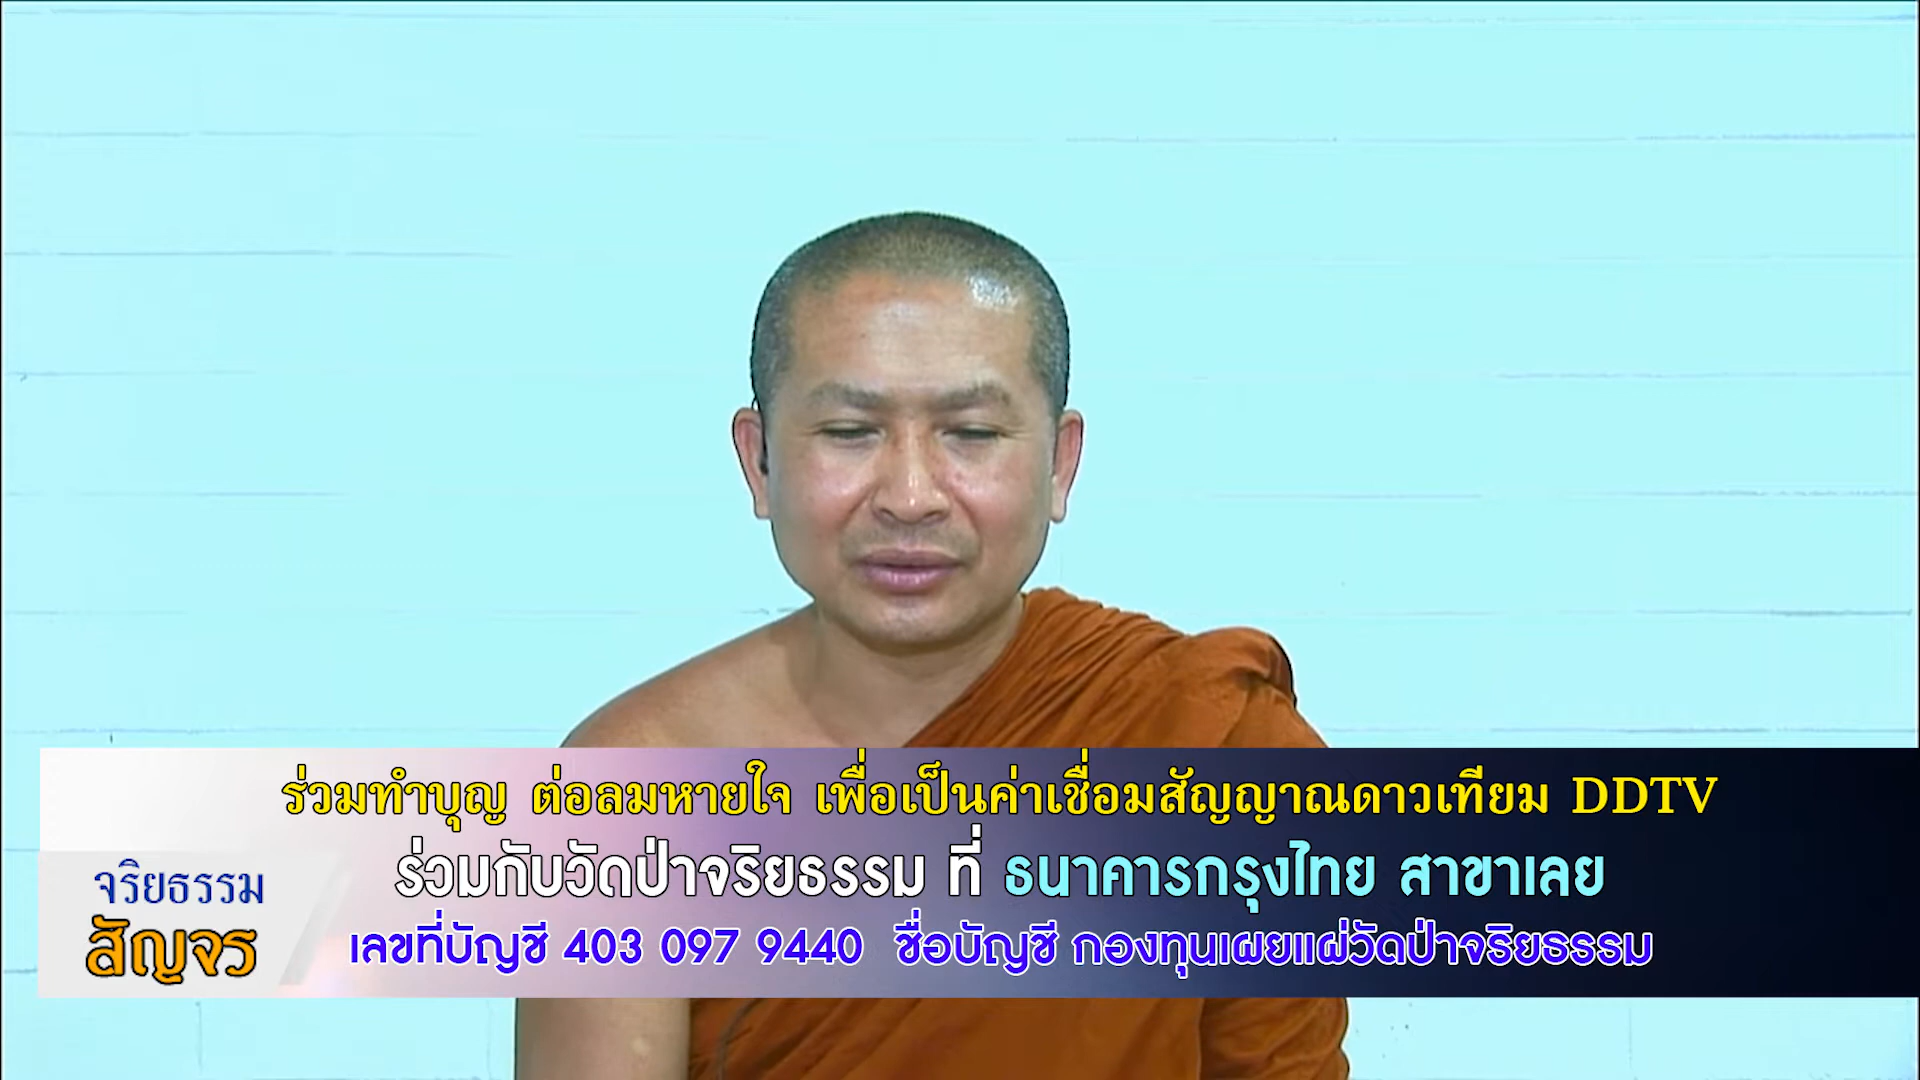 ร่วมทำบุญ ต่อลมหายใจ เพื่อเป็นค่าเชื่อมสัญญาณดาวเทียม DDTV
ร่วมกับวัดป่าจริยธรรม ที่ ธนาคารกรุงไทย สาขาเลย
เลขที่บัญชี 403 097 9440 ชื่อบัญชี กองทุนเผยแผ่วัดป่าจริยธรรม
จริยธรรม
สัญจร